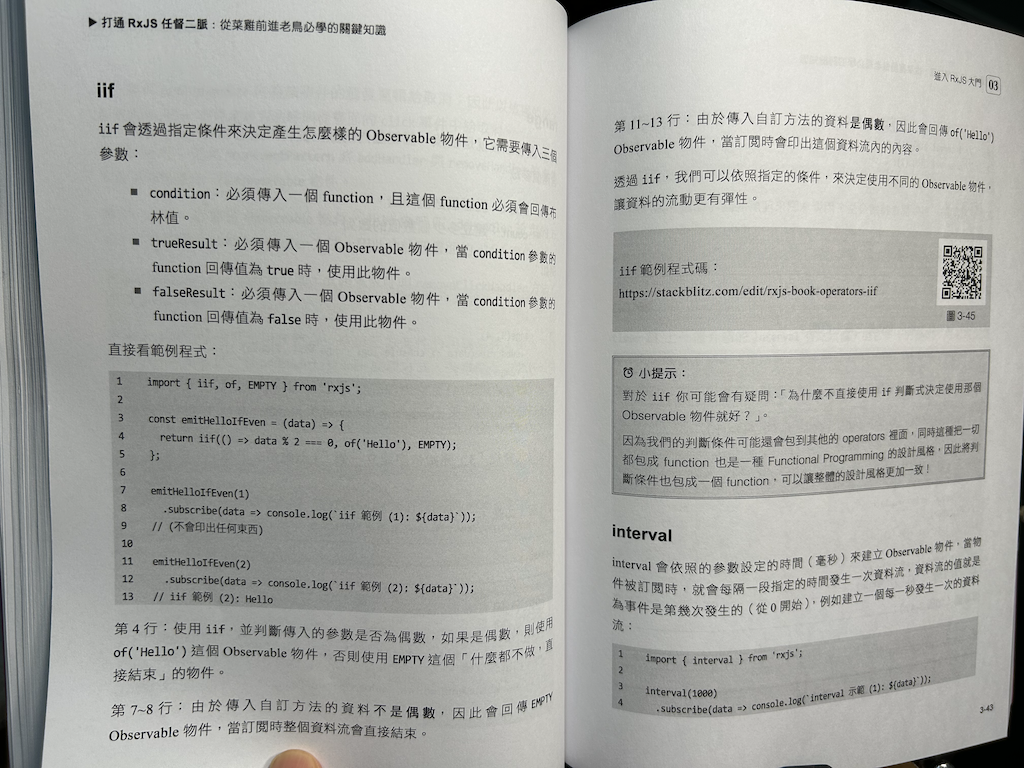 ▶ 打通 RxJS 任督二脈：從菜雞前進老鳥必學的關鍵知識
iif
iif 會透過指定條件來決定產生怎麼樣的 Observable 物件，它需要傳入三個
參數：
■ condition：必須傳入一個 function，且這個 function 必須會回傳布
林值。
■ trueResult：必須傳入一個 Observable 物件，當 condition 參數的
function 回傳值為 true 時，使用此物件。
■ falseResult：必須傳入一個 Observable 物件，當 condition 參數的
function 回傳值為 false 時，使用此物件。
直接看範例程式：
1 import { iif, of, EMPTY } from 'rxjs';
2
3 const emitHelloIfEven = (data) => {
4 return iif(() => data % 2 === 0, of('Hello'), EMPTY);
5 };
6
7 emitHelloIfEven(1)
8 .subscribe(data => console.log(`iif 範例 (1): ${data}`));
9 // (不會印出任何東西)
10
11 emitHelloIfEven(2)
12 .subscribe(data => console.log(`iif 範例 (2): ${data}`));
13 // iif 範例 (2): Hello
第 4 行：使用 iif，並判斷傳入的參數是否為偶數，如果是偶數，則使用
of('Hello') 這個 Observable 物件，否則使用 EMPTY 這個「什麼都不做，直
接結束」的物件。
第 7~8 行：由於傳入自訂方法的資料不是偶數，因此會回傳 EMPTY
Observable 物件，當訂閱時整個資料流會直接結束。
進入 RxJS 大門 03
第 11~13 行：由於傳入自訂方法的資料是偶數，因此會回傳 of('Hello')
Observable 物件，當訂閱時會印出這個資料流內的內容。
透過 iif，我們可以依照指定的條件，來決定使用不同的 Observable 物件，
讓資料的流動更有彈性。
iif 範例程式碼：
https://stackblitz.com/edit/rxjs-book-operators-iif
圖 3-45
小提示：
對於 iif 你可能會有疑問：「為什麼不直接使用 if 判斷式決定使用那個
Observable 物件就好？」。
因為我們的判斷條件可能還會包到其他的 operators 裡面，同時這種把一切
都包成 function 也是一種 Functional Programming 的設計風格，因此將判
斷條件也包成一個 function，可以讓整體的設計風格更加一致！
interval
interval 會依照的參數設定的時間（毫秒）來建立 Observable 物件，當物
件被訂閱時，就會每隔一段指定的時間發生一次資料流，資料流的值就是
為事件是第幾次發生的（從 0 開始），例如建立一個每一秒發生一次的資料
流：
1 import { interval } from 'rxjs';
2
3 interval(1000)
4 .subscribe(data => console.log(`interval 示範 (1): ${data}`));
3-43